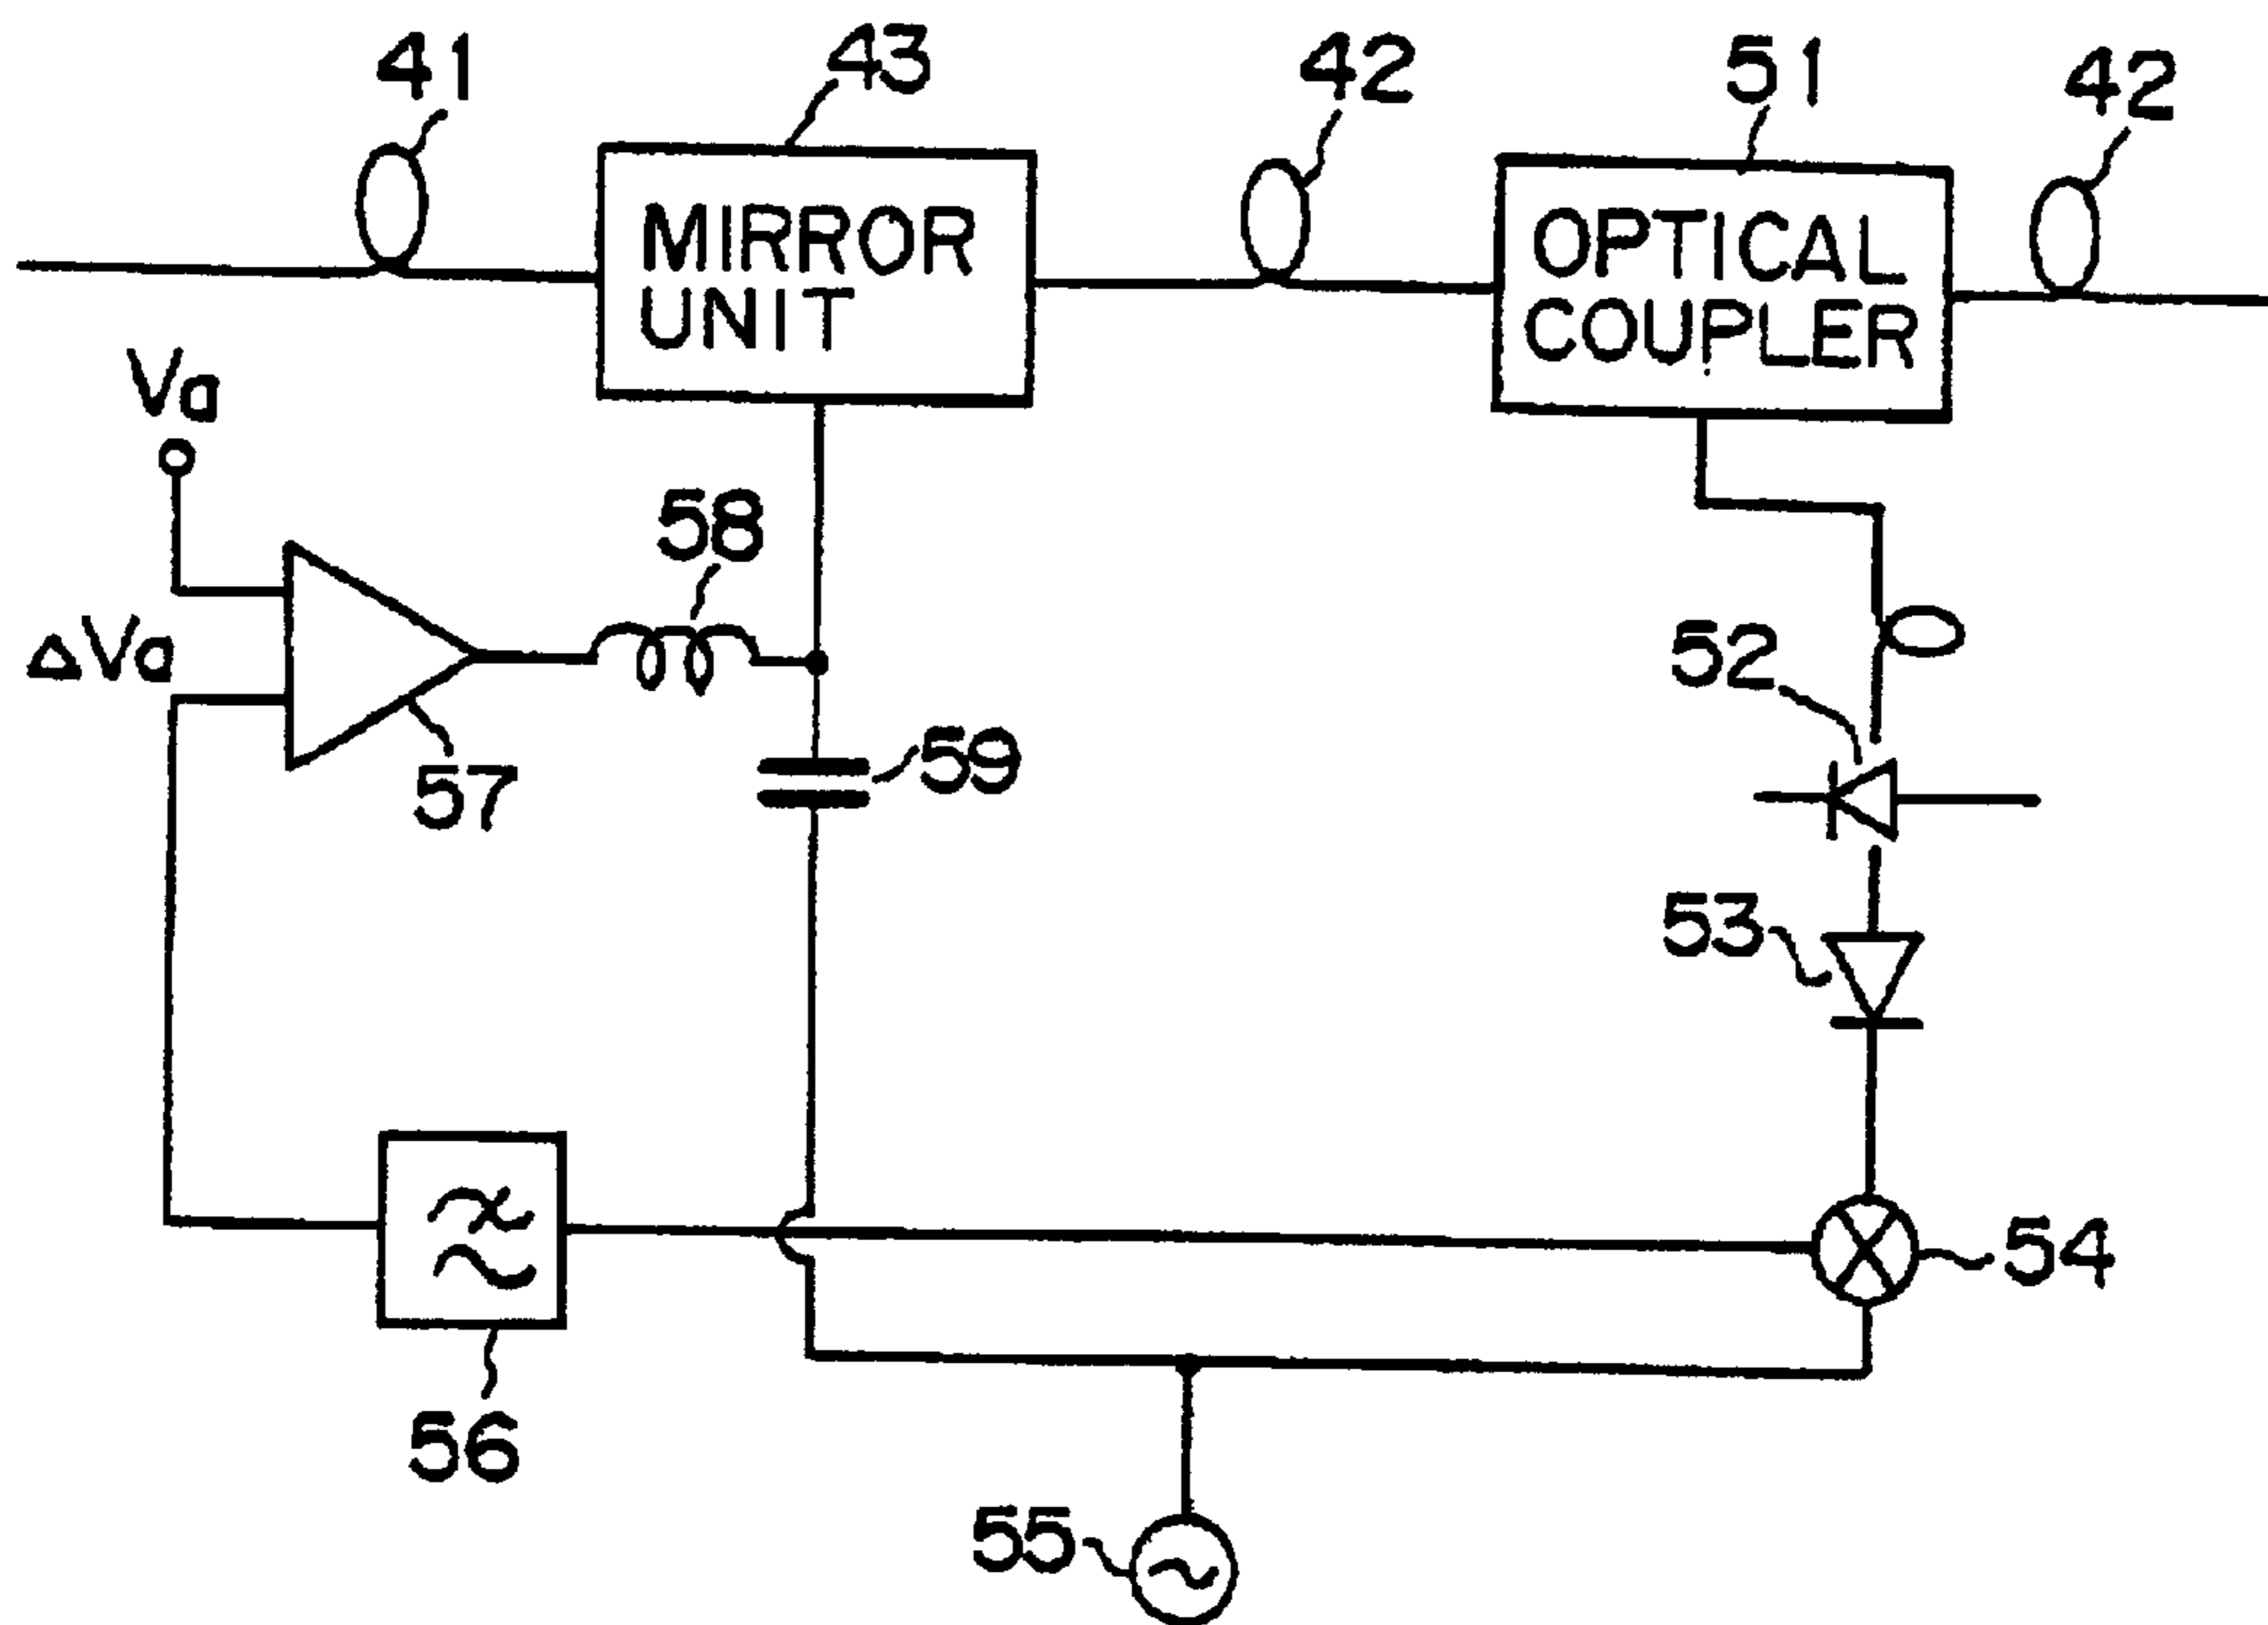 41
43
42
51
42
MIRROR
UNIT
OPTICAL
COUPLER
Va
58
ΔVa
52
57
59
53
54
56
55